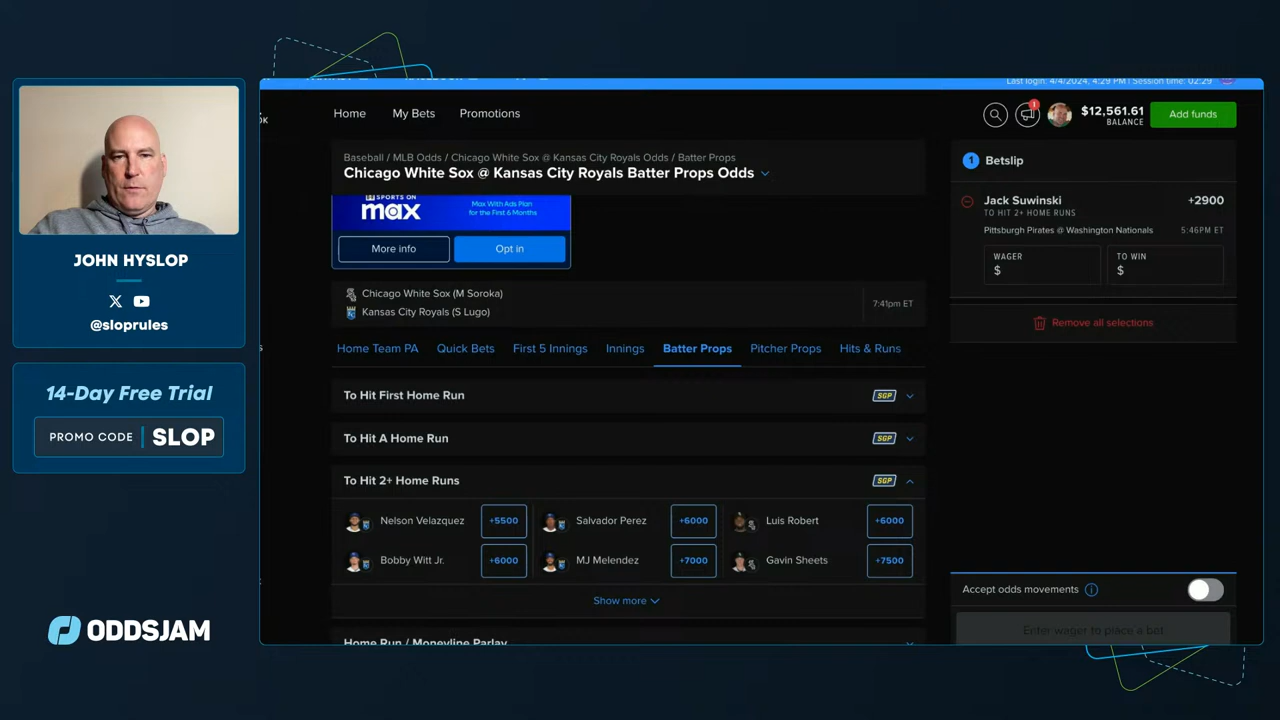 JOHN HYSLOP
@sloprules
14-Day Free Trial
PROMO CODE SLOP
ODDSJAM
Last login: 4/4/2024, 4:29 PM | Session time: 02:29
Home My Bets Promotions
1
$12,561.61
BALANCE
Add funds
Baseball / MLB Odds / Chicago White Sox @ Kansas City Royals Odds / Batter Props
Chicago White Sox @ Kansas City Royals Batter Props Odds
SPORTS ON
max
Max With Ads Plan
for the First 6 Months
More info Opt in
Chicago White Sox (M Soroka)
Kansas City Royals (S Lugo)
7:41pm ET
Home Team PA Quick Bets First 5 Innings Innings Batter Props Pitcher Props Hits & Runs
To Hit First Home Run SGP
To Hit A Home Run SGP
To Hit 2+ Home Runs SGP
Nelson Velazquez +5500 Salvador Perez +6000 Luis Robert +6000
Bobby Witt Jr. +6000 MJ Melendez +7000 Gavin Sheets +7500
Show more
Home Run / Moneyline Parlay
1 Betslip
Jack Suwinski +2900
TO HIT 2+ HOME RUNS
Pittsburgh Pirates @ Washington Nationals 5:46PM ET
WAGER TO WIN
$ $
Remove all selections
Accept odds movements
Enter wager to place a bet